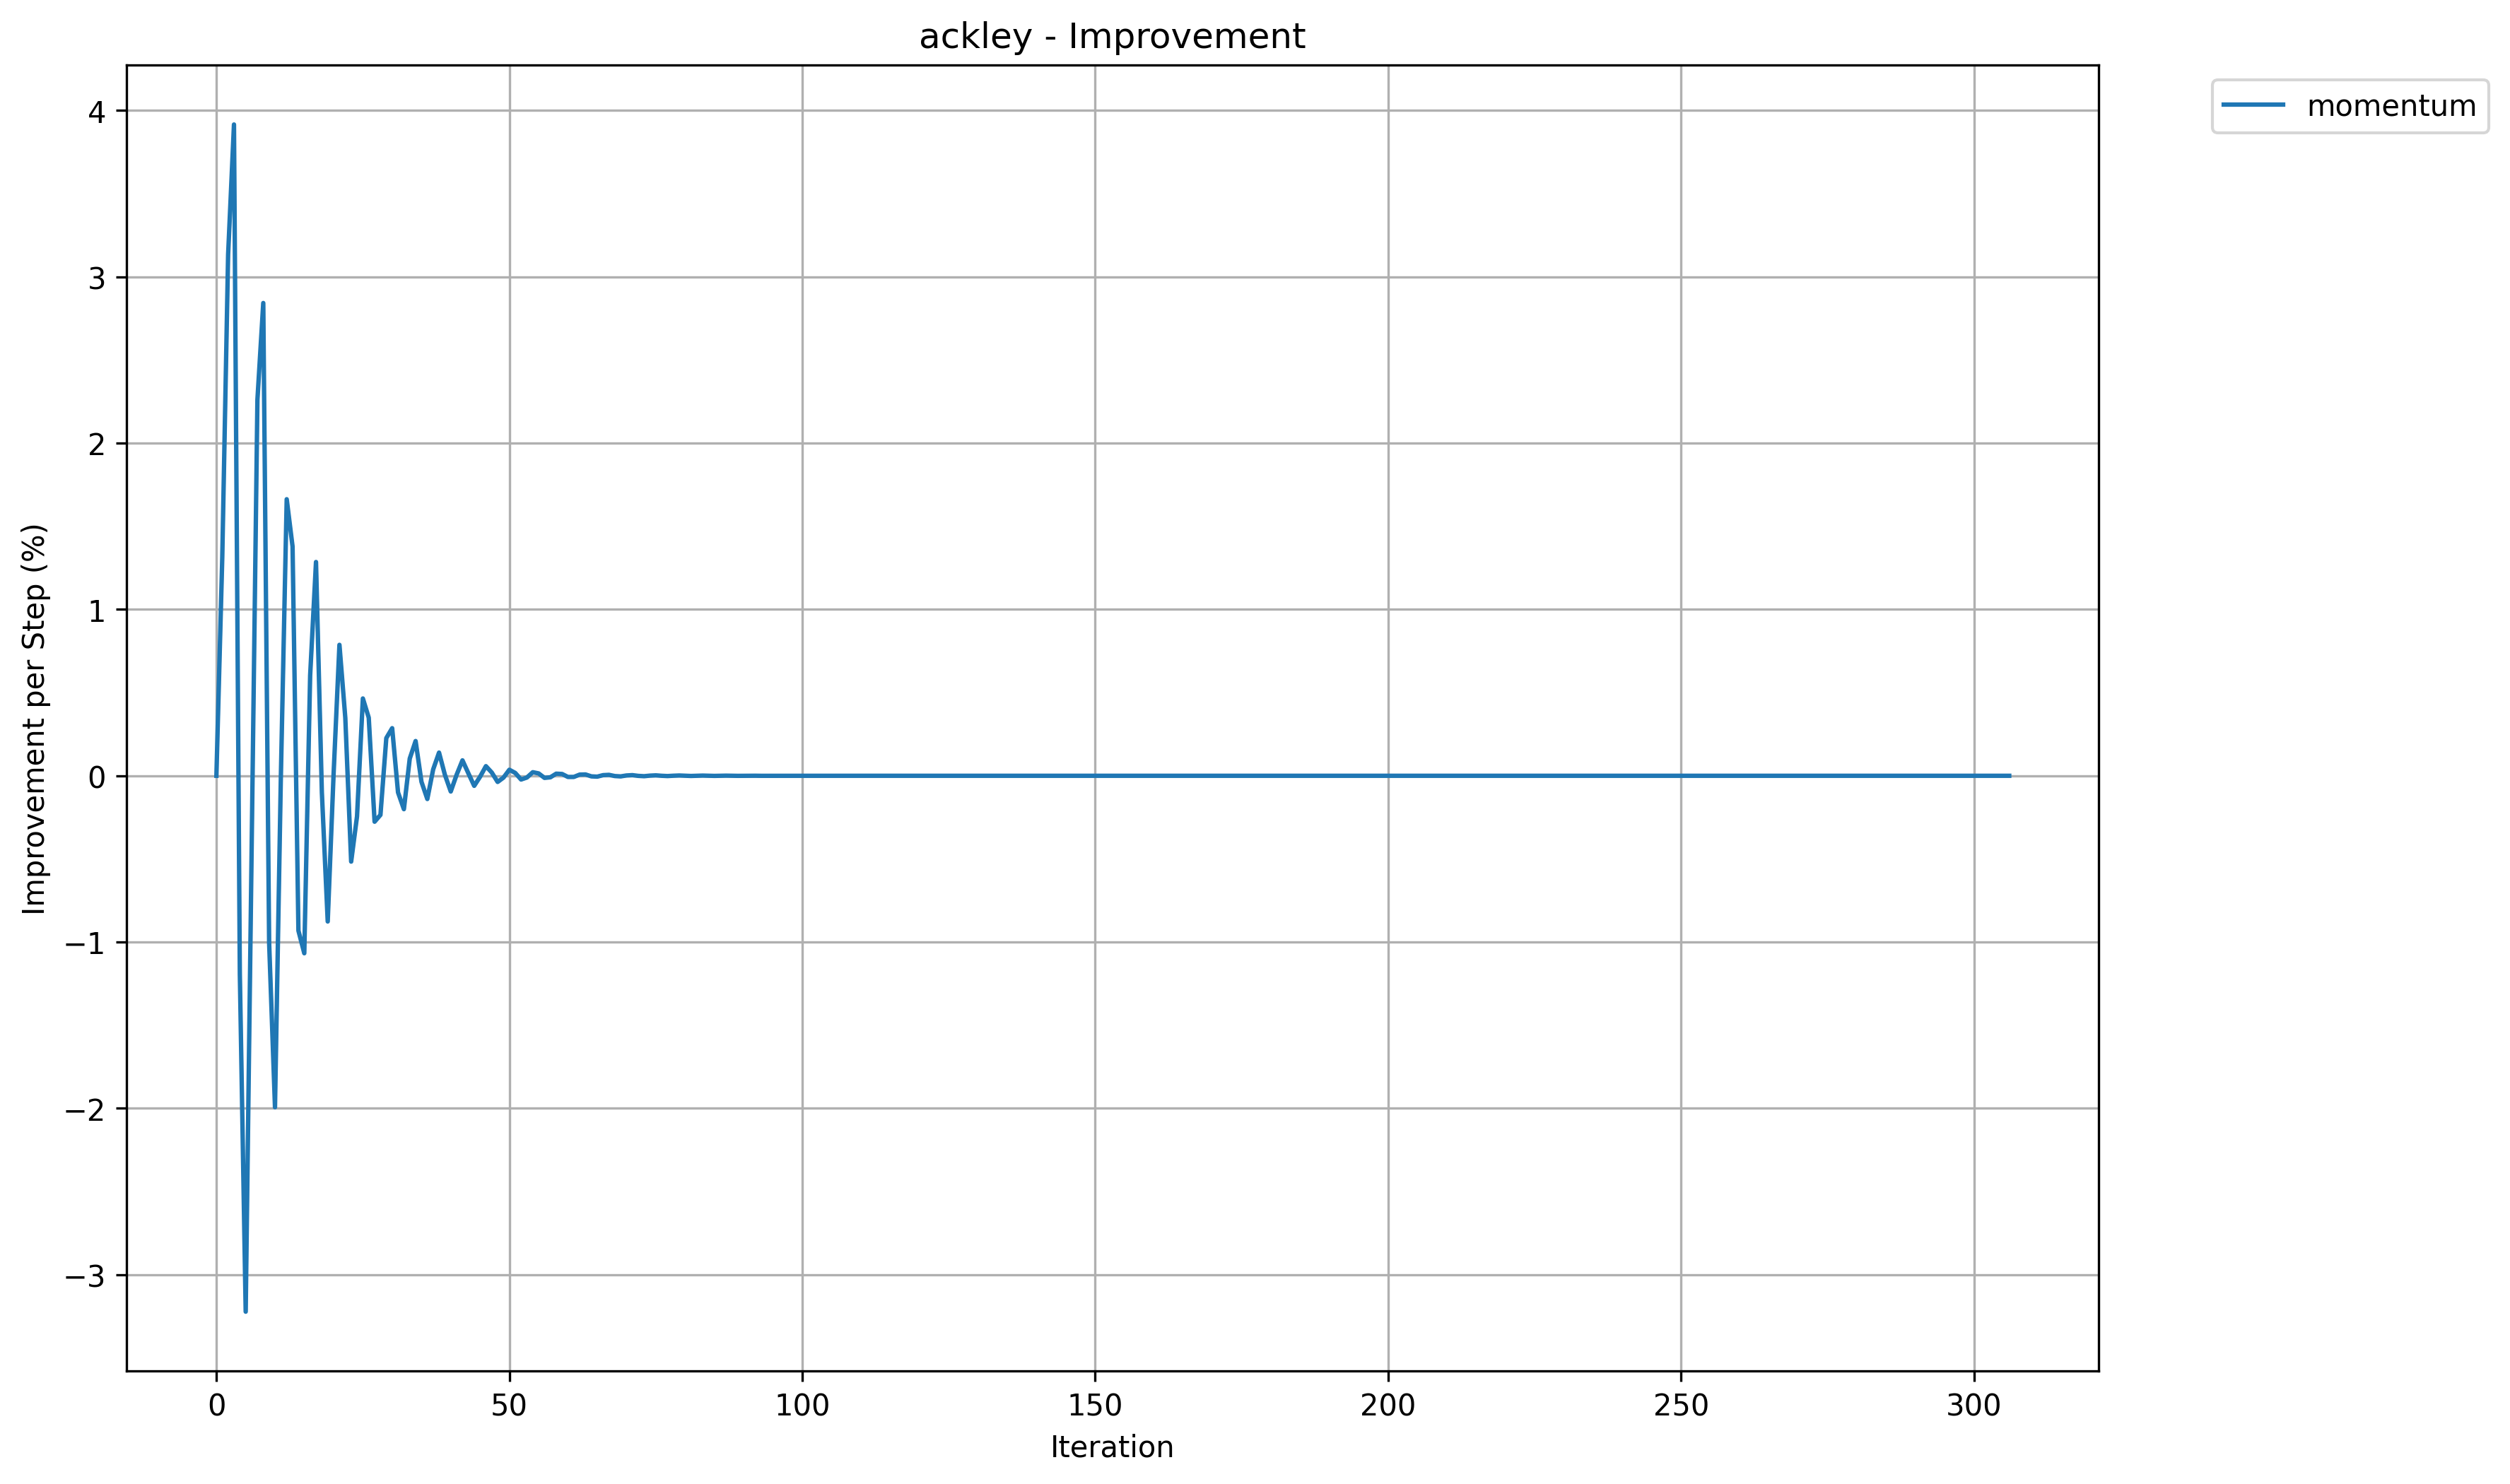 ackley - Improvement
momentum
Improvement per Step (%)
4
3
2
1
0
−1
−2
−3
0 50 100 150 200 250 300
Iteration